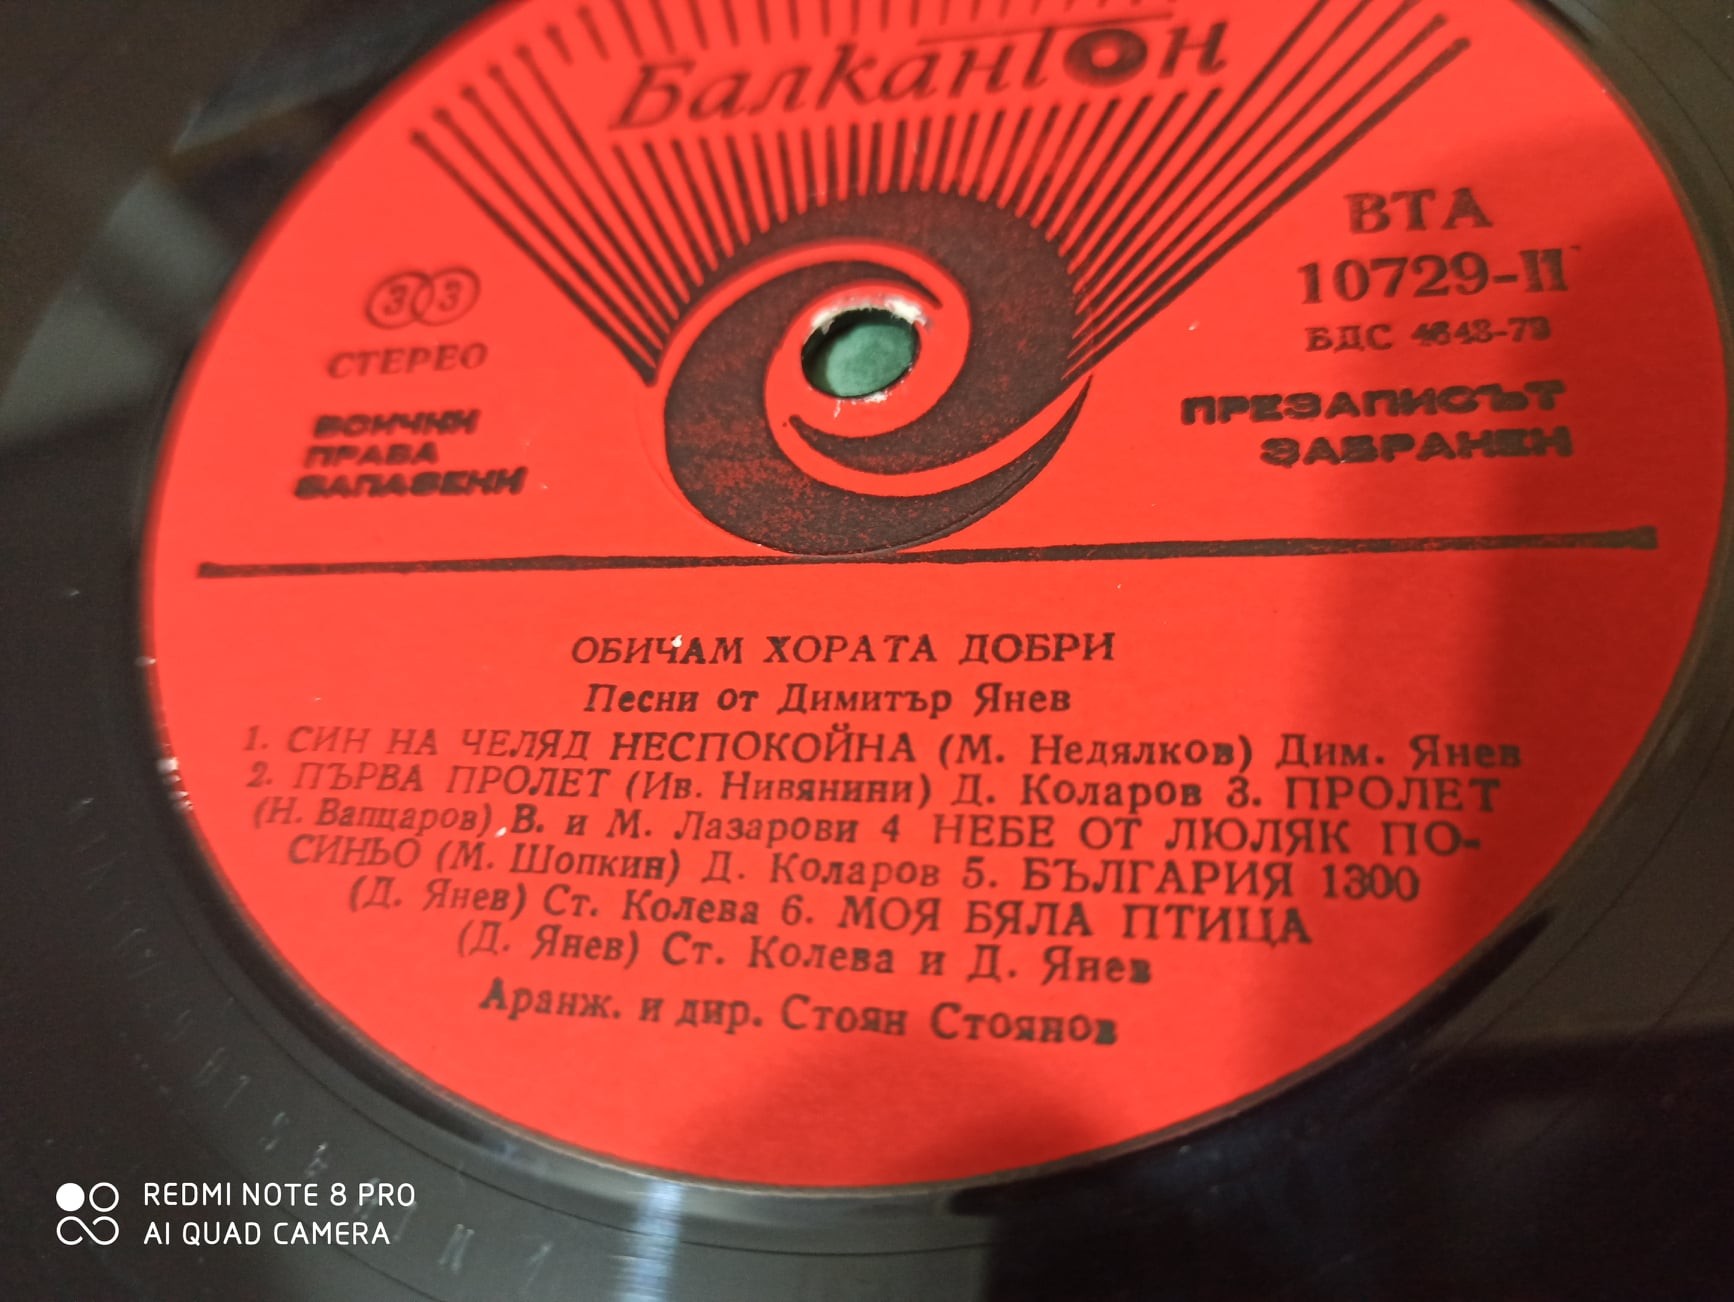 Балкантон
ВТА
10729-II
БДС 4643-73
33
СТЕРЕО
ВСИЧКИ
ПРАВА
ЗАПАЗЕНИ
ПРЕЗАПИСЪТ
ЗАБРАНЕН
ОБИЧАМ ХОРАТА ДОБРИ
Песни от Димитър Янев
1. СИН НА ЧЕЛЯД НЕСПОКОЙНА (М. Недялков) Дим. Янев
2. ПЪРВА ПРОЛЕТ (Ив. Нивянини) Д. Коларов 3. ПРОЛЕТ
(Н. Вапцаров) В. и М. Лазарови 4 НЕБЕ ОТ ЛЮЛЯК ПО-
СИНЬО (М. Шопкин) Д. Коларов 5. БЪЛГАРИЯ 1300
(Д. Янев) Ст. Колева 6. МОЯ БЯЛА ПТИЦА
(Д. Янев) Ст. Колева и Д. Янев
Аранж. и дир. Стоян Стоянов
REDMI NOTE 8 PRO
AI QUAD CAMERA